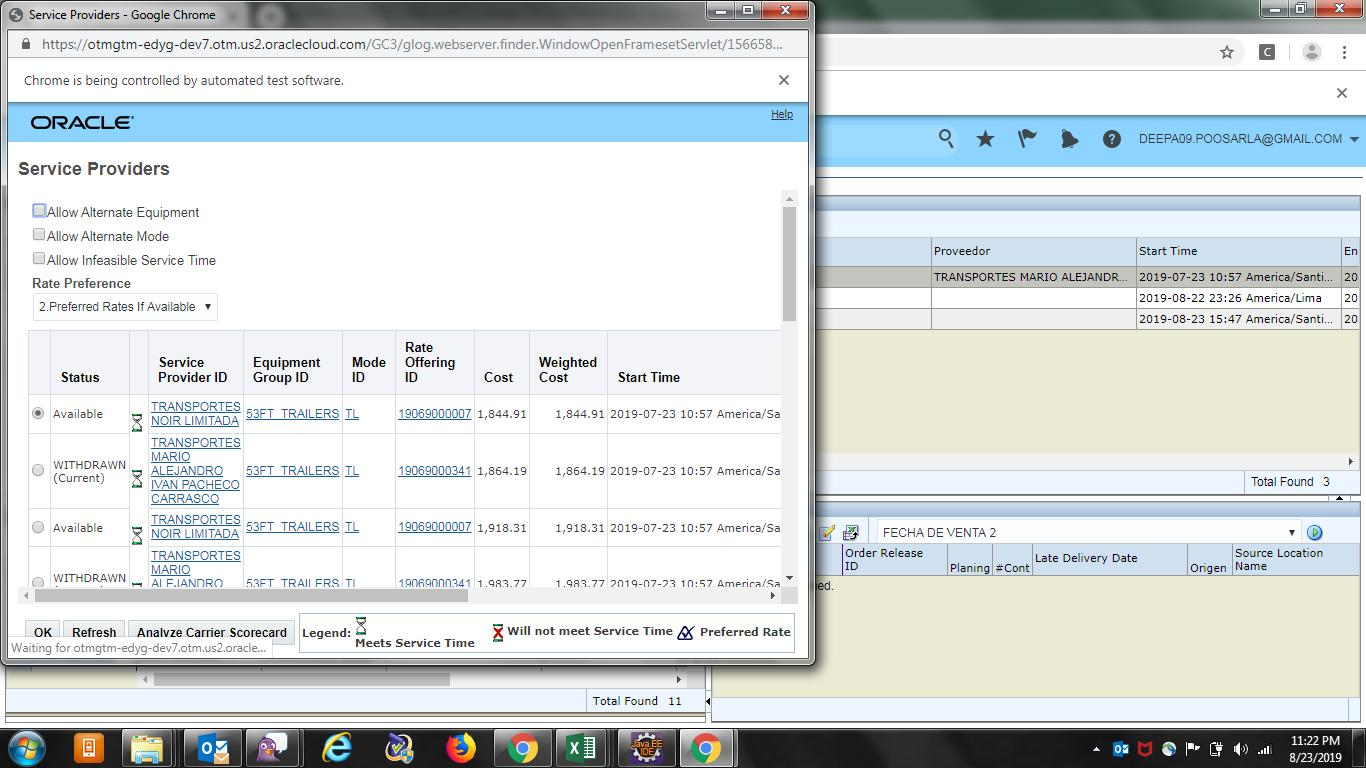 Service Providers - Google Chrome
https://otmgtm-edyg-dev7.otm.us2.oraclecloud.com/GC3/glog.webserver.finder.WindowOpenFramesetServlet/156658...
Chrome is being controlled by automated test software.
ORACLE
Help
Service Providers
Allow Alternate Equipment
Allow Alternate Mode
Allow Infeasible Service Time
Rate Preference
2.Preferred Rates If Available
Status
Service Provider ID
Equipment Group ID
Mode ID
Rate Offering ID
Cost
Weighted Cost
Start Time
Available
TRANSPORTES
NOIR LIMITADA
53FT_TRAILERS
TL
19069000007
1,844.91
1,844.91
2019-07-23 10:57 America/Sa
WITHDRAWN
(Current)
TRANSPORTES
MARIO
ALEJANDRO
IVAN PACHECO
CARRASCO
53FT_TRAILERS
TL
19069000341
1,864.19
1,864.19
2019-07-23 10:57 America/Sa
Available
TRANSPORTES
NOIR LIMITADA
53FT_TRAILERS
TL
19069000007
1,918.31
1,918.31
2019-07-23 10:57 America/Sa
WITHDRAWN
TRANSPORTES
MARIO
ALEJANDRO
53FT_TRAILERS
TL
19069000341
1,983.77
1,983.77
2019-07-23 10:57 America/Sa
OK
Refresh
Analyze Carrier Scorecard
Legend:
Meets Service Time
Will not meet Service Time
Preferred Rate
Waiting for otmgtm-edyg-dev7.otm.us2.oracle...
C
DEEPA09.POOSARLA@GMAIL.COM
Proveedor
Start Time
En
TRANSPORTES MARIO ALEJANDR...
2019-07-23 10:57 America/Santi...
20
2019-08-22 23:26 America/Lima
20
2019-08-23 15:47 America/Santi...
20
Total Found 3
FECHA DE VENTA 2
Order Release
ID
Planing
#Cont
Late Delivery Date
Origen
Source Location
Name
ned.
Total Found 11
Java EE
IDE
11:22 PM
8/23/2019